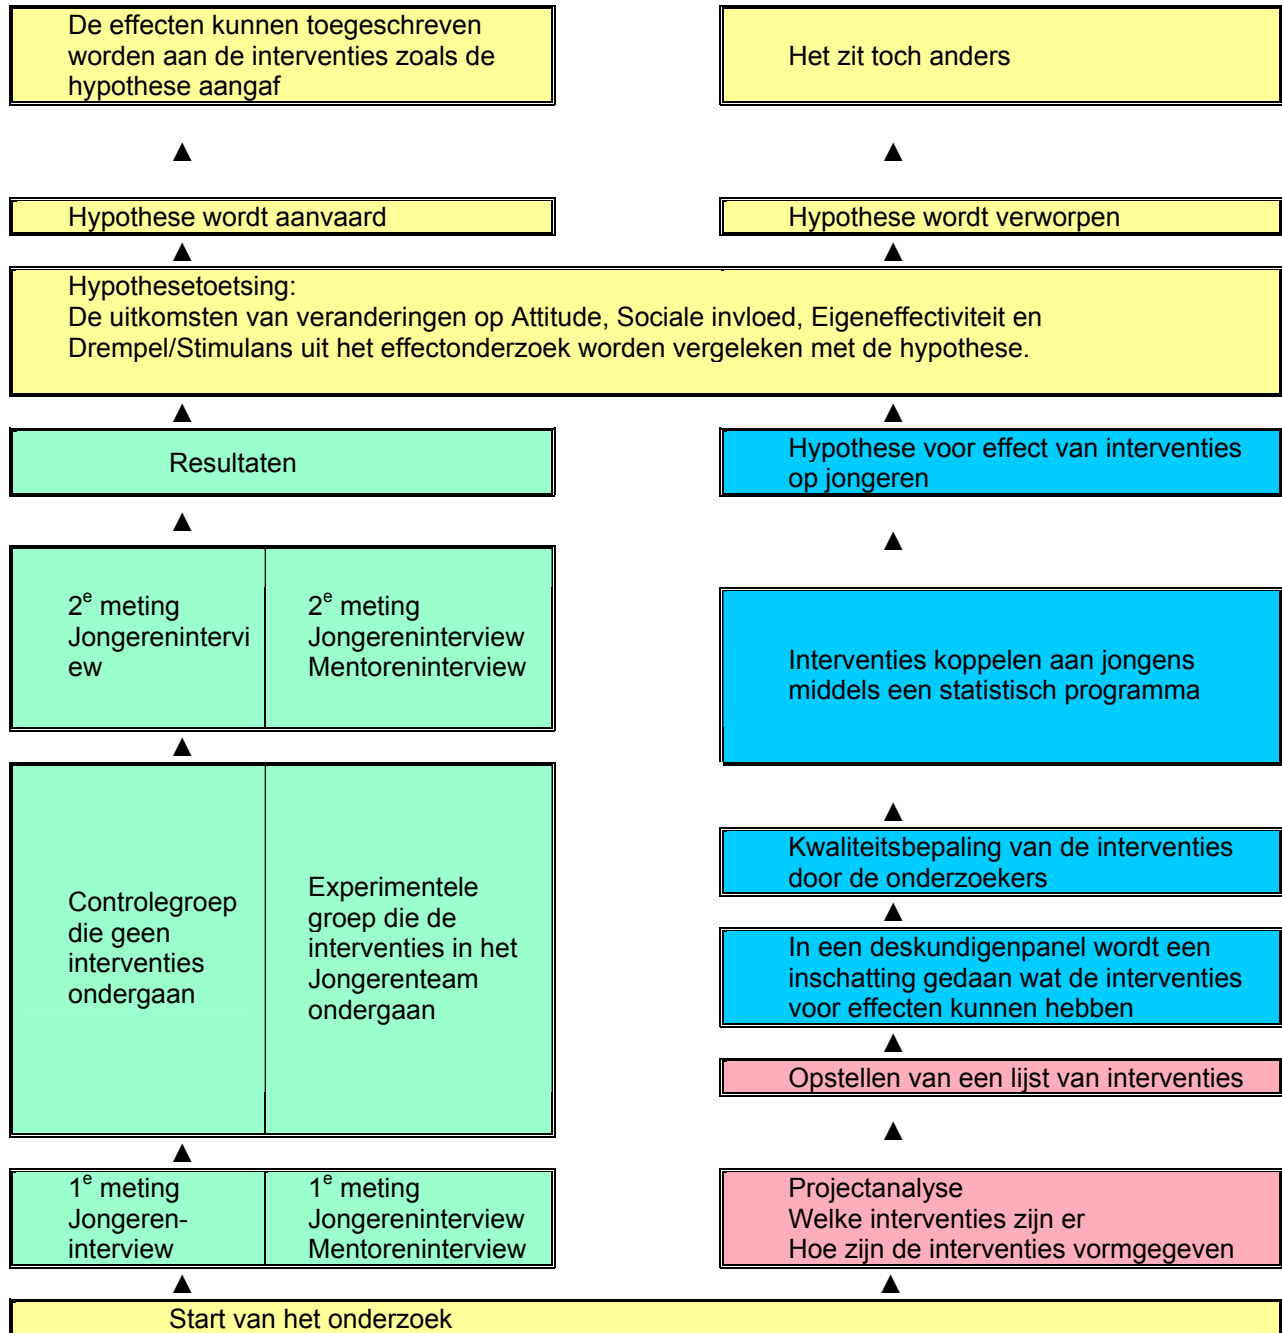 De effecten kunnen toegeschreven
worden aan de interventies zoals de
hypothese aangaf
Het zit toch anders
▲
▲
Hypothese wordt aanvaard
Hypothese wordt verworpen
▲
▲
Hypothesetoetsing:
De uitkomsten van veranderingen op Attitude, Sociale invloed, Eigeneffectiviteit en
Drempel/Stimulans uit het effectonderzoek worden vergeleken met de hypothese.
▲
▲
Resultaten
Hypothese voor effect van interventies
op jongeren
▲
▲
2e meting
Jongerenintervi
ew
2e meting
Jongereninterview
Mentoreninterview
Interventies koppelen aan jongens
middels een statistisch programma
▲
▲
Controlegroep
die geen
interventies
ondergaan
Experimentele
groep die de
interventies in het
Jongerenteam
ondergaan
Kwaliteitsbepaling van de interventies
door de onderzoekers
▲
In een deskundigenpanel wordt een
inschatting gedaan wat de interventies
voor effecten kunnen hebben
▲
Opstellen van een lijst van interventies
▲
▲
1e meting
Jongeren-
interview
1e meting
Jongereninterview
Mentoreninterview
Projectanalyse
Welke interventies zijn er
Hoe zijn de interventies vormgegeven
▲
▲
Start van het onderzoek